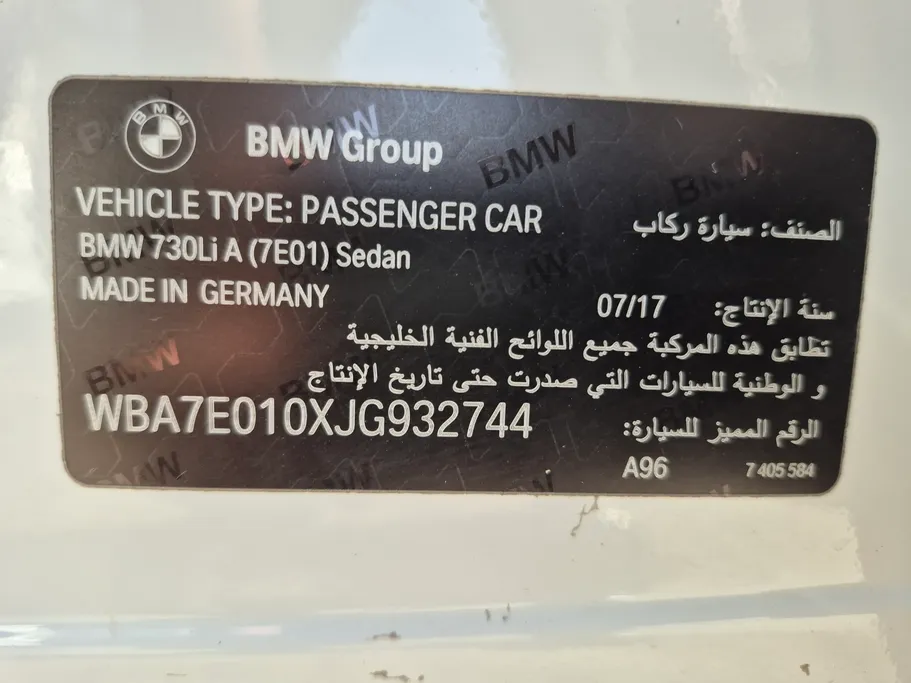 BMW
BMW Group
VEHICLE TYPE: PASSENGER CAR
الصنف: سيارة ركاب
BMW 730Li A (7E01) Sedan
MADE IN GERMANY
سنة الإنتاج: 07/17
تطابق هذه المركبة جميع اللوائح الفنية الخليجية
و الوطنية للسيارات التي صدرت حتى تاريخ الإنتاج
WBA7E010XJG932744
الرقم المميز للسيارة:
A96
7 405 584